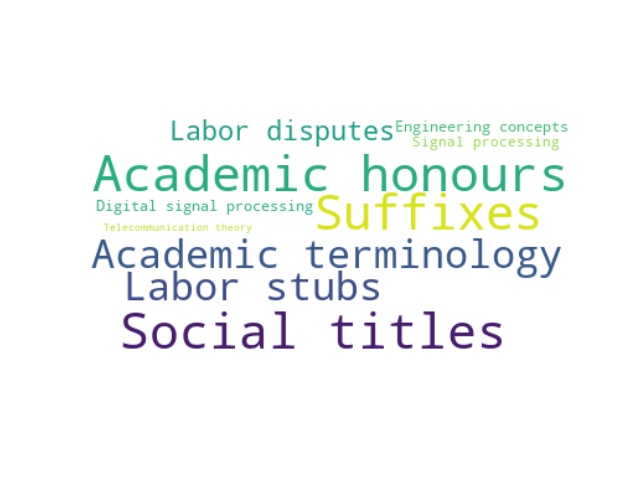 Labor disputes
Engineering concepts
Signal processing
Academic honours
Digital signal processing
Suffixes
Telecommunication theory
Academic terminology
Labor stubs
Social titles